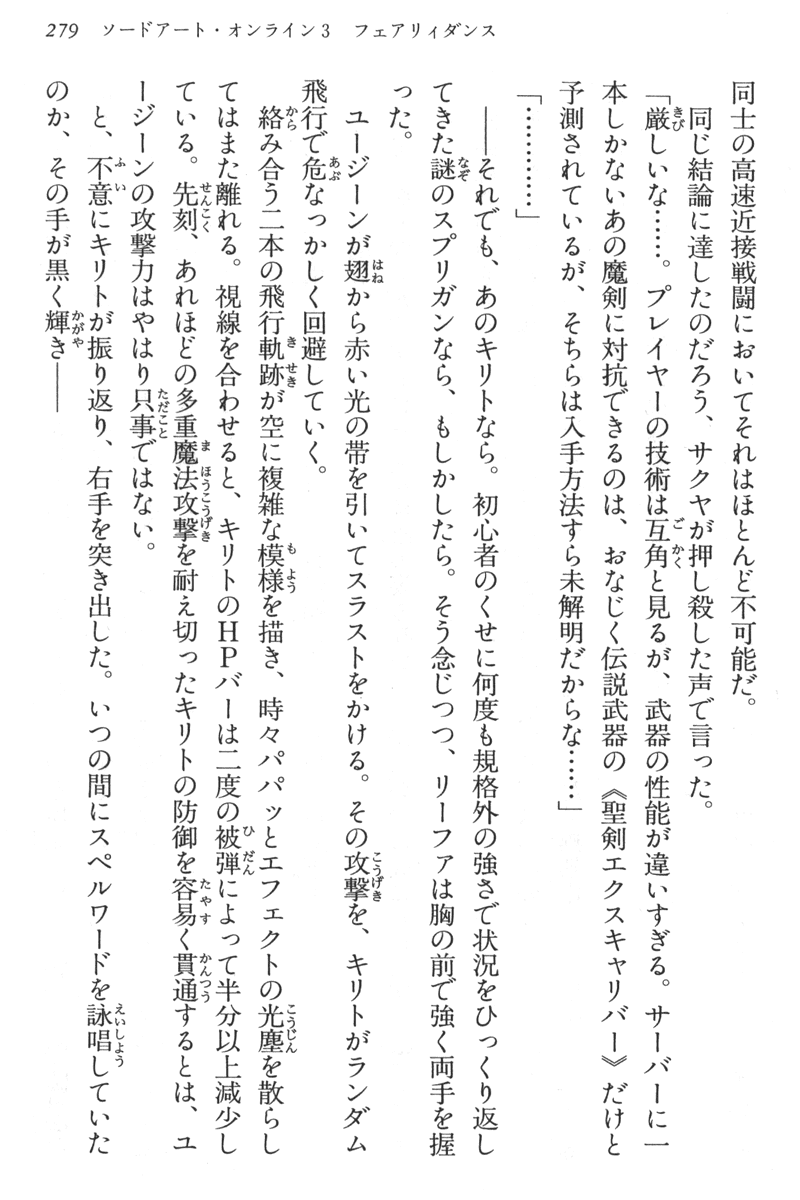 279 ソードアート・オンライン3　フェアリィダンス
同士の高速近接戦闘においてそれはほとんど不可能だ。
　同じ結論に達したのだろう、サクヤが押し殺した声で言った。
「厳しいな……。プレイヤーの技術は互角と見るが、武器の性能が違いすぎる。サーバーに一
本しかないあの魔剣に対抗できるのは、おなじく伝説武器の《聖剣エクスキャリバー》だけと
予測されているが、そちらは入手方法すら未解明だからな……」
「…………」
　――それでも、あのキリトなら。初心者のくせに何度も規格外の強さで状況をひっくり返し
てきた謎のスプリガンなら、もしかしたら。そう念じつつ、リーファは胸の前で強く両手を握
った。
　ユージーンが翅から赤い光の帯を引いてスラストをかける。その攻撃を、キリトがランダム
飛行で危なっかしく回避していく。
　絡み合う二本の飛行軌跡が空に複雑な模様を描き、時々パパッとエフェクトの光塵を散らし
てはまた離れる。視線を合わせると、キリトのHPバーは二度の被弾によって半分以上減少し
ている。先刻、あれほどの多重魔法攻撃を耐え切ったキリトの防御を容易く貫通するとは、ユ
ージーンの攻撃力はやはり只事ではない。
　と、不意にキリトが振り返り、右手を突き出した。いつの間にスペルワードを詠唱していた
のか、その手が黒く輝き――